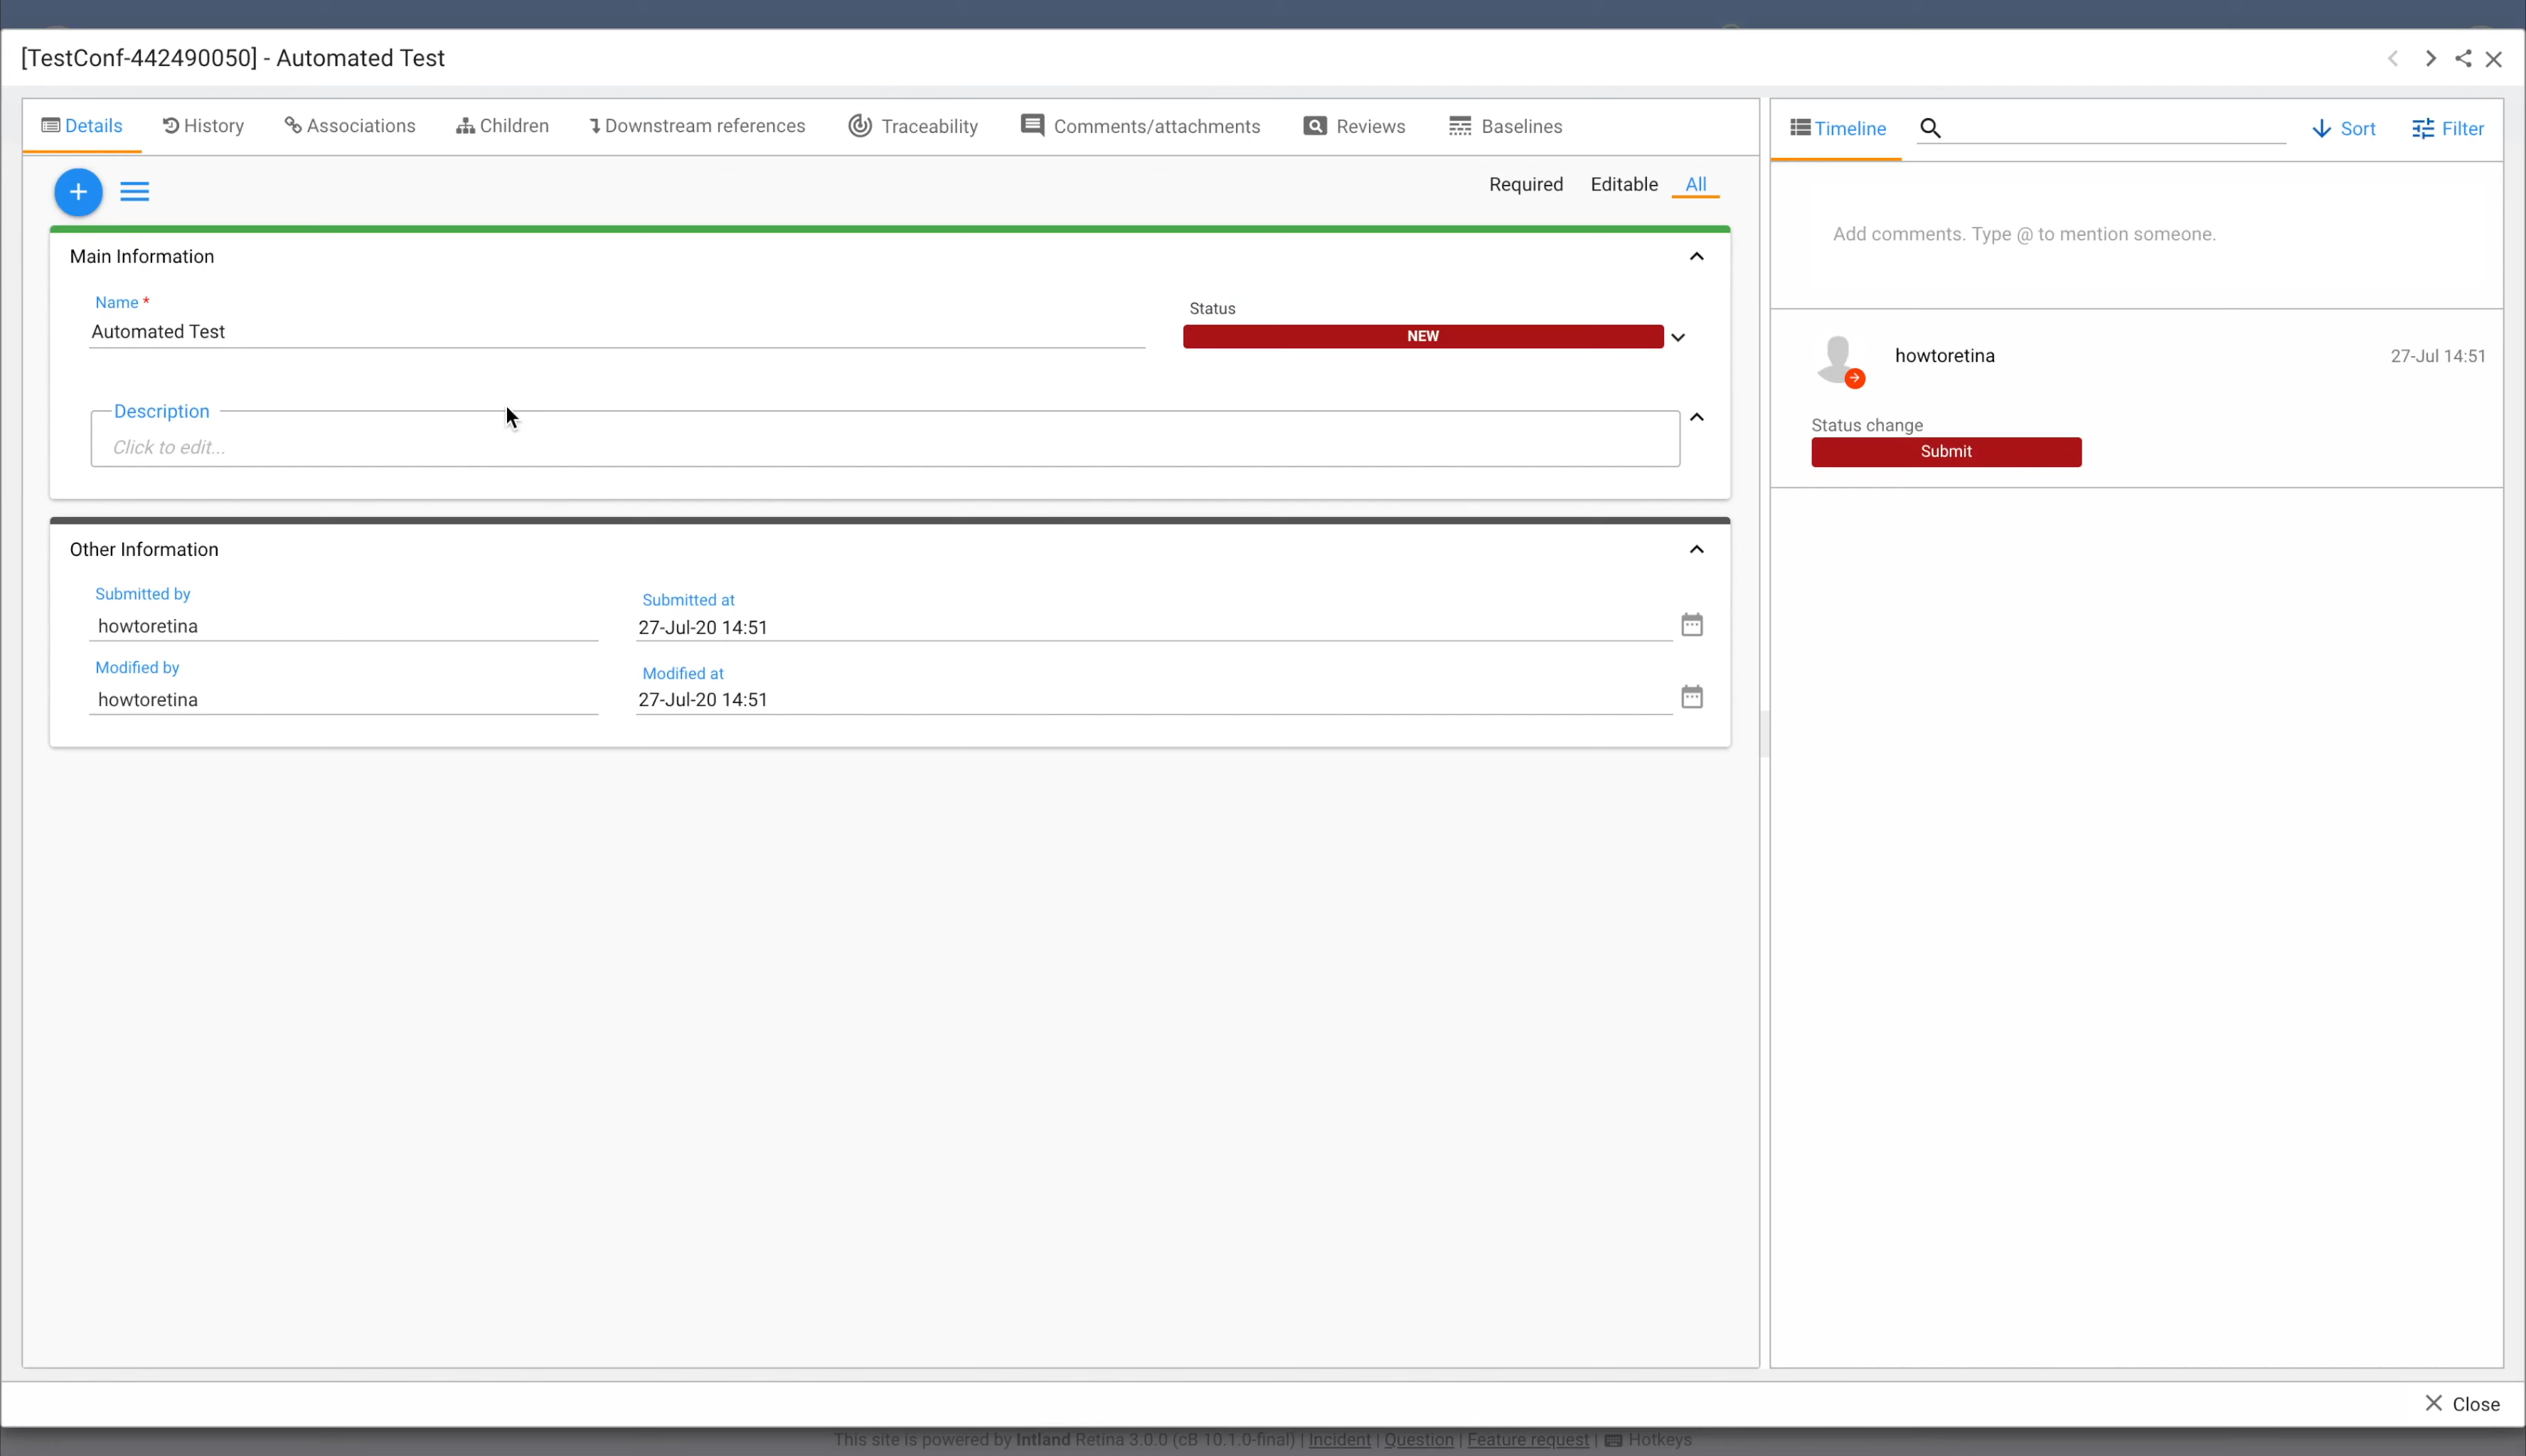 [TestConf-442490050] - Automated Test
Details History Associations Children Downstream references Traceability Comments/attachments Reviews Baselines
Required Editable All
Main Information
Name *
Automated Test
Status
NEW
Description
Click to edit...
Other Information
Submitted by
howtoretina
Submitted at
27-Jul-20 14:51
Modified by
howtoretina
Modified at
27-Jul-20 14:51
Timeline Sort Filter
Add comments. Type @ to mention someone.
howtoretina 27-Jul 14:51
Status change
Submit
Close
This site is powered by Intland Retina 3.0.0 (cB 10.1.0-final) | Incident | Question | Feature request | Hotkeys